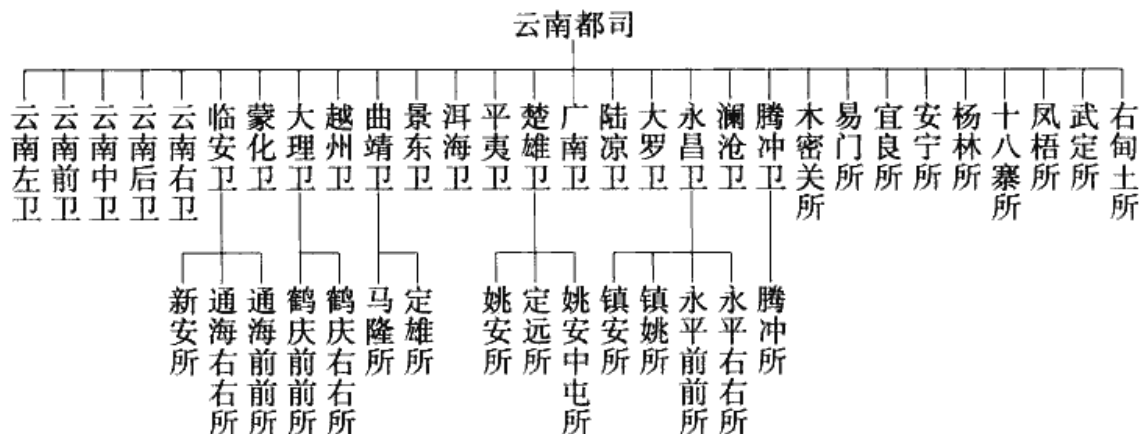 云南都司
云南左卫
云南前卫
云南中卫
云南后卫
云南右卫
临安卫
蒙化卫
大理卫
越州卫
曲靖卫
景东卫
洱海卫
平夷卫
楚雄卫
广南卫
陆凉卫
大罗卫
永昌卫
澜沧卫
腾冲卫
木密关所
易门所
宜良所
安宁所
杨林所
十八寨所
凤梧所
武定所
右甸土所
新安所
通海右右所
通海前前所
鹤庆前前所
鹤庆右右所
马隆所
定雄所
姚安所
定远所
姚安中屯所
镇安所
镇姚所
永平前前所
永平右右所
腾冲所